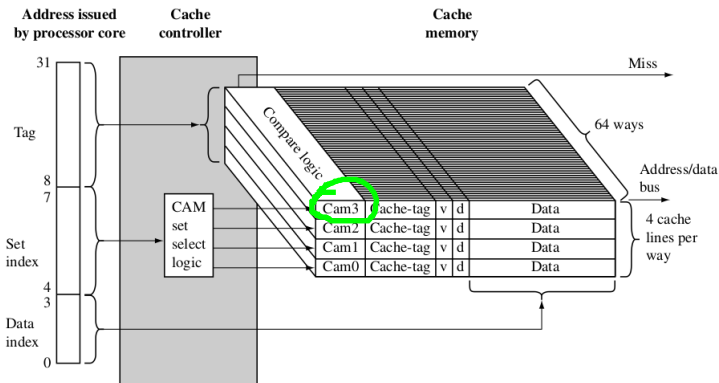 Address issued
by processor core
Cache
controller
Cache
memory
31
Miss
Tag
Compare logic
64 ways
8
7
Address/data
bus
CAM
set
select
logic
Cam3 Cache-tag v d Data
Cam2 Cache-tag v d Data
Cam1 Cache-tag v d Data
Cam0 Cache-tag v d Data
4 cache
lines per
way
Set
index
4
3
Data
index
0